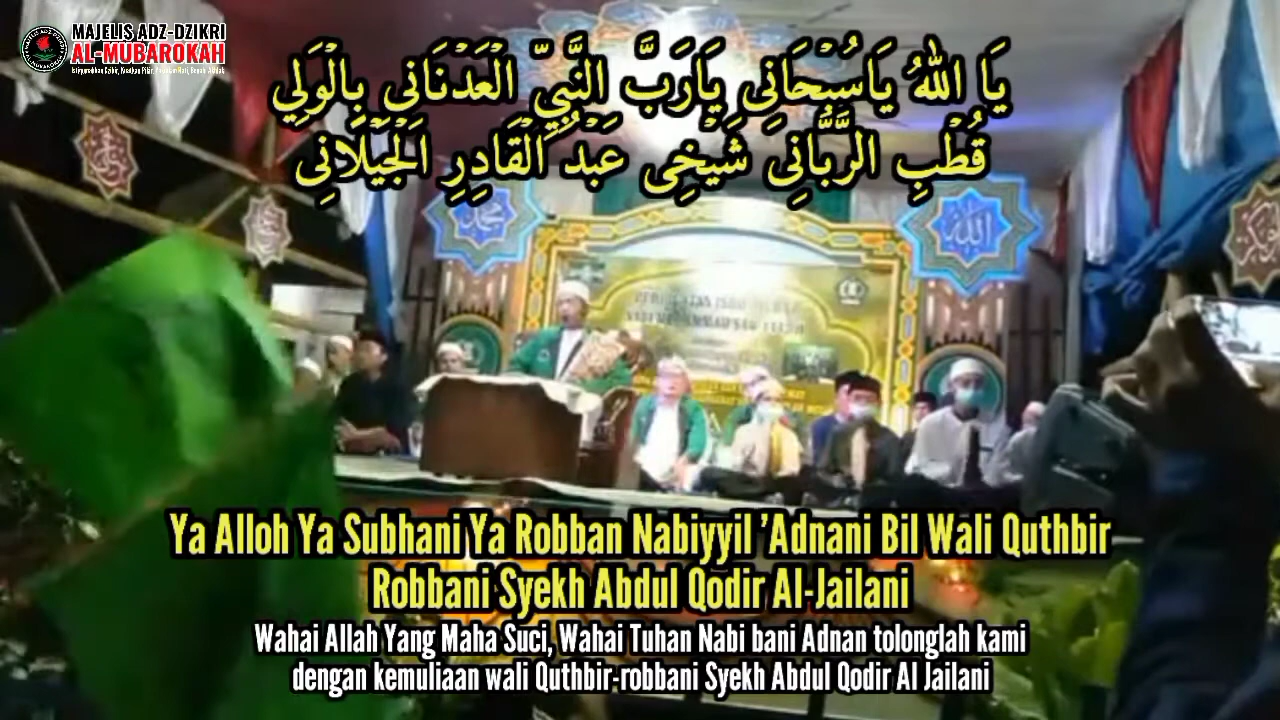 MAJELIS ADZ-DZIKRI
AL-MUBAROKAH
يَا اللهُ يَاسُبْحَانِي يَارَبَّ النَّبِيِّ الْعَدْنَانِي بِالْوَلِي
قُطْبِ الرَّبَّانِى شَيْخِى عَبْدُ الْقَادِرِ الْجَيْلَانِى
محمد
الله
Ya Alloh Ya Subhani Ya Robban Nabiyyil 'Adnani Bil Wali Quthbir
Robbani Syekh Abdul Qodir Al-Jailani
Wahai Allah Yang Maha Suci, Wahai Tuhan Nabi bani Adnan tolonglah kami
dengan kemuliaan wali Quthbir-robbani Syekh Abdul Qodir Al Jailani